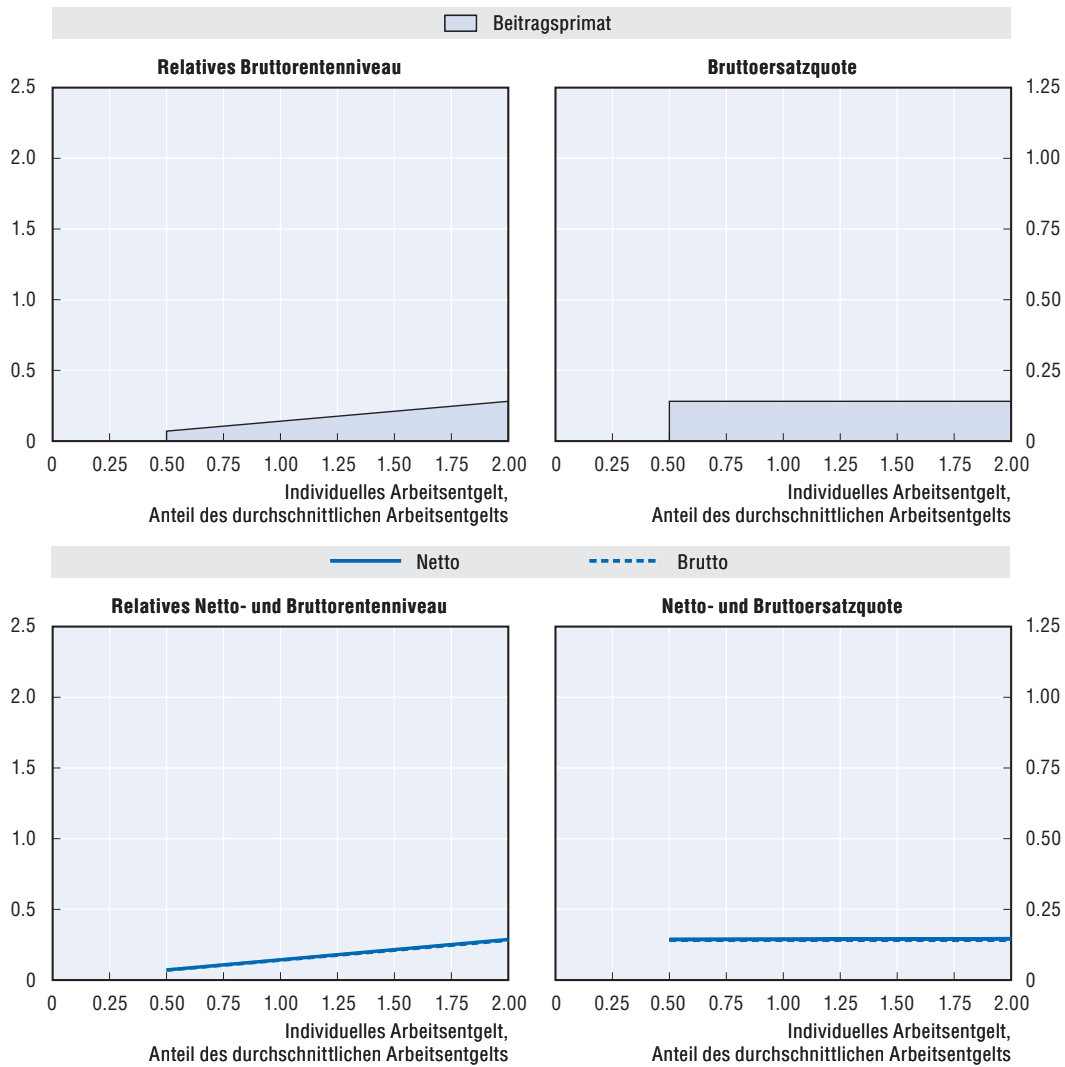 Beitragsprimat
Relatives Bruttorentenniveau
2.5
2.0
1.5
1.0
0.5
0
0 0.25 0.50 0.75 1.00 1.25 1.50 1.75 2.00
Individuelles Arbeitsentgelt,
Anteil des durchschnittlichen Arbeitsentgelts
Bruttoersatzquote
1.25
1.00
0.75
0.50
0.25
0
0 0.25 0.50 0.75 1.00 1.25 1.50 1.75 2.00
Individuelles Arbeitsentgelt,
Anteil des durchschnittlichen Arbeitsentgelts
Netto Brutto
Relatives Netto- und Bruttorentenniveau
2.5
2.0
1.5
1.0
0.5
0
0 0.25 0.50 0.75 1.00 1.25 1.50 1.75 2.00
Individuelles Arbeitsentgelt,
Anteil des durchschnittlichen Arbeitsentgelts
Netto- und Bruttoersatzquote
1.25
1.00
0.75
0.50
0.25
0
0 0.25 0.50 0.75 1.00 1.25 1.50 1.75 2.00
Individuelles Arbeitsentgelt,
Anteil des durchschnittlichen Arbeitsentgelts